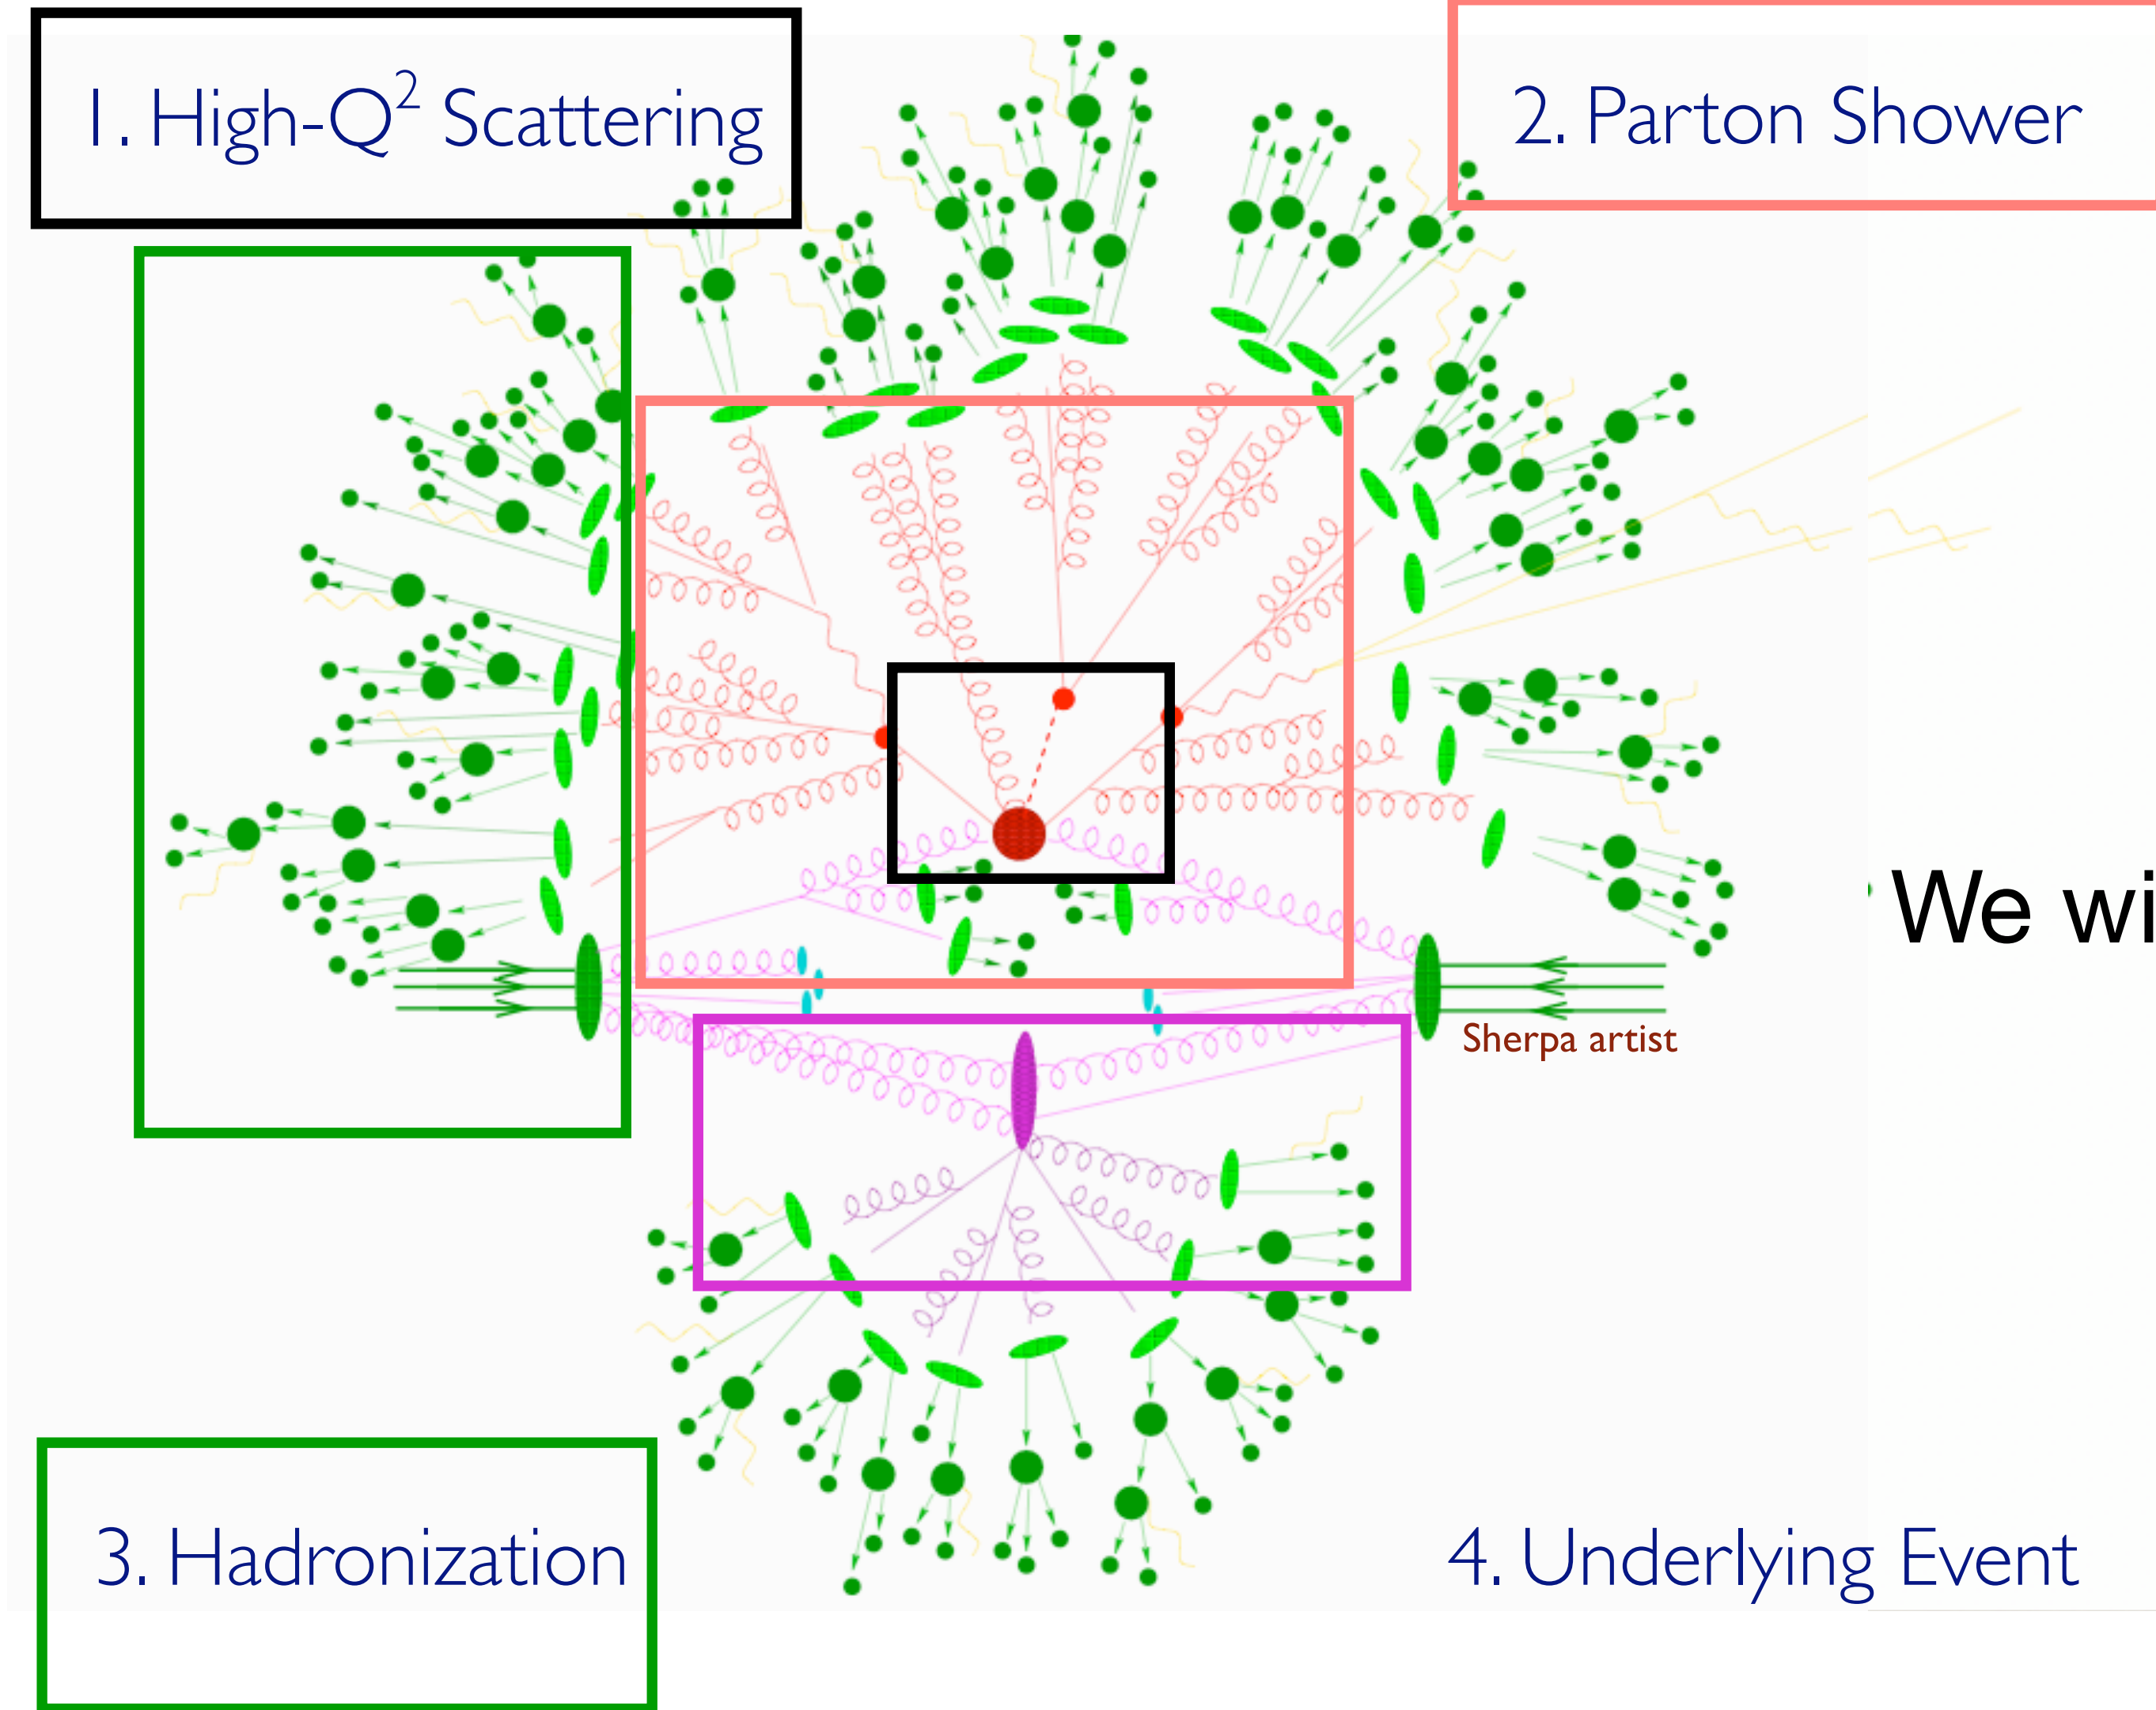 1. High-Q² Scattering
2. Parton Shower
We wi
Sherpa artist
3. Hadronization
4. Underlying Event